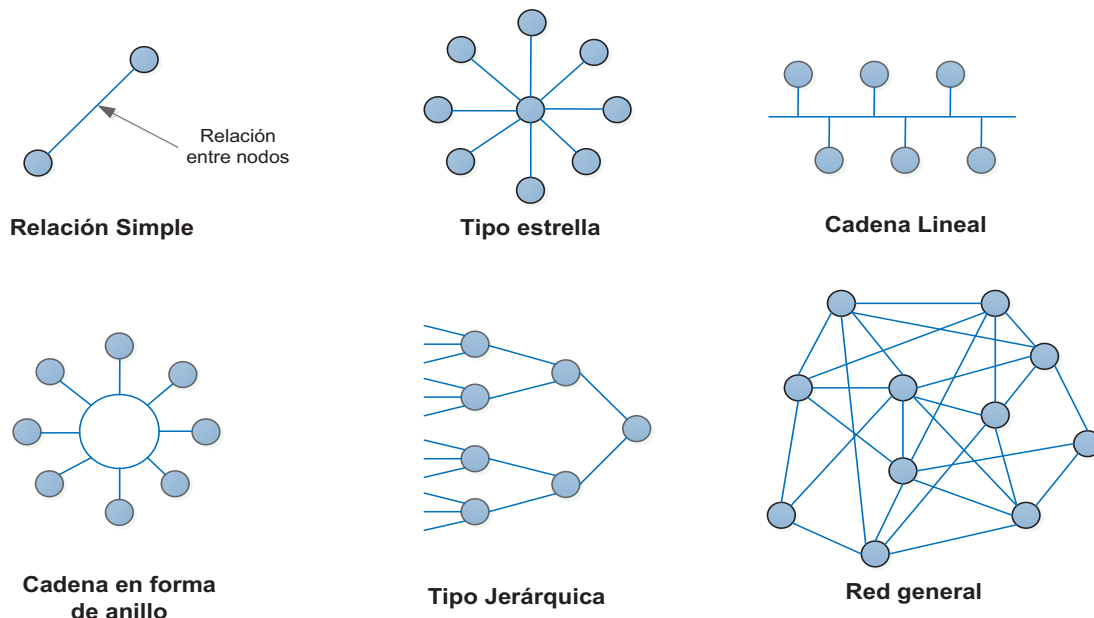 Relación
entre nodos
Relación Simple
Tipo estrella
Cadena Lineal
Cadena en forma
de anillo
Tipo Jerárquica
Red general